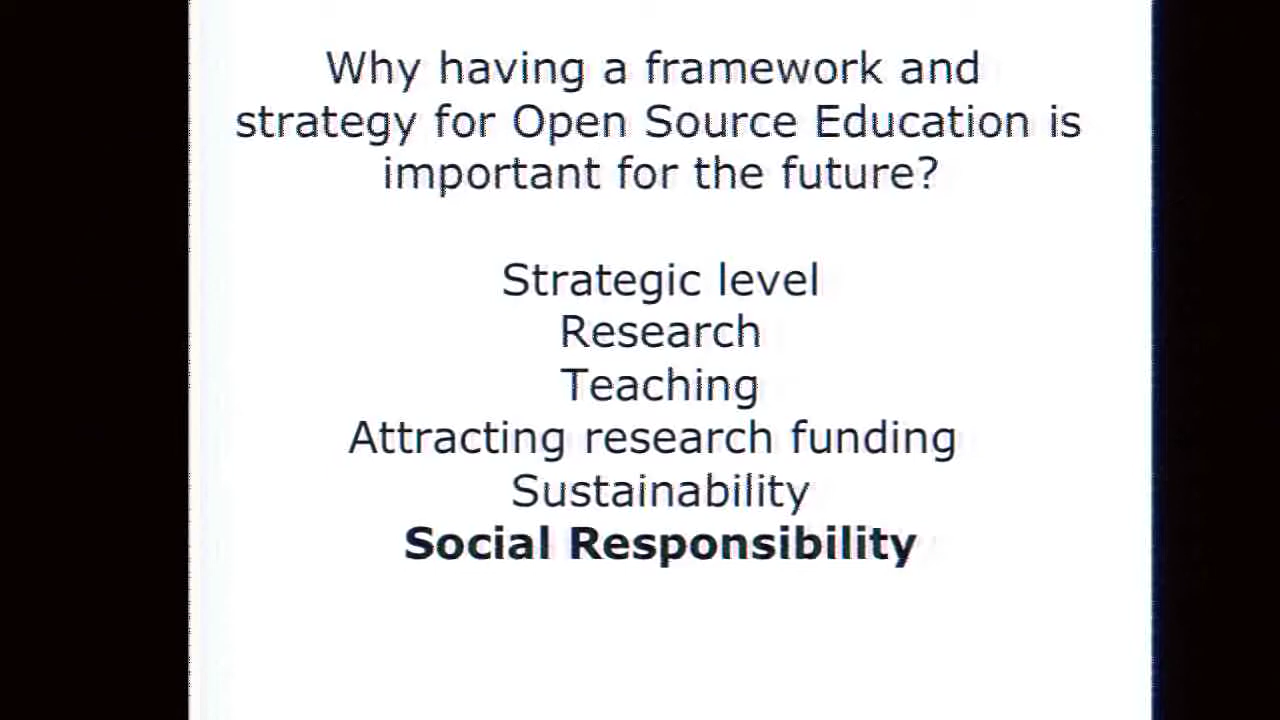 Why having a framework and
strategy for Open Source Education is
important for the future?
Strategic level
Research
Teaching
Attracting research funding
Sustainability
Social Responsibility